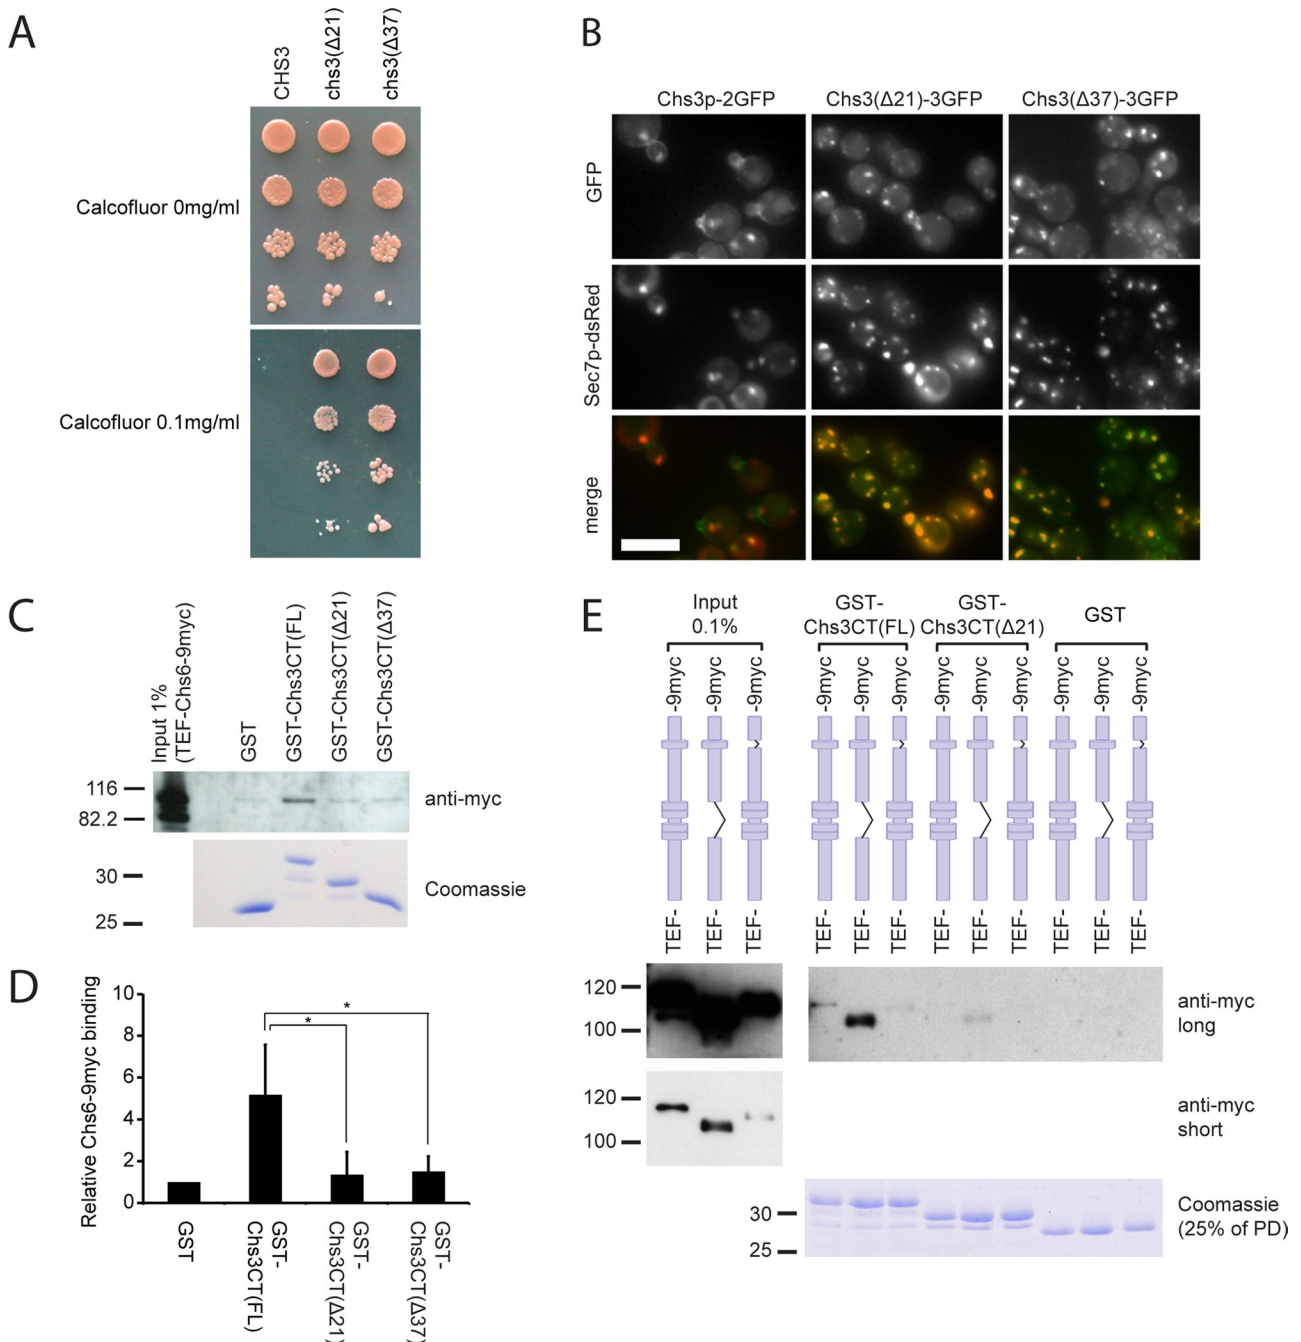 A
CHS3
chs3(Δ21)
chs3(Δ37)
Calcofluor 0mg/ml
Calcofluor 0.1mg/ml
B
Chs3p-2GFP
Chs3(Δ21)-3GFP
Chs3(Δ37)-3GFP
GFP
Sec7p-dsRed
merge
C
Input 1%
(TEF-Chs6-9myc)
GST
GST-Chs3CT(FL)
GST-Chs3CT(Δ21)
GST-Chs3CT(Δ37)
116
82.2
anti-myc
30
25
Coomassie
D
Relative Chs6-9myc binding
10
8
6
4
2
0
*
*
GST
GST-
Chs3CT(FL)
GST-
Chs3CT(Δ21)
GST-
Chs3CT(Δ37)
E
Input
0.1%
GST-
Chs3CT(FL)
GST-
Chs3CT(Δ21)
GST
-9myc
-9myc
-9myc
-9myc
-9myc
-9myc
-9myc
-9myc
-9myc
-9myc
-9myc
-9myc
TEF-
TEF-
TEF-
TEF-
TEF-
TEF-
TEF-
TEF-
TEF-
TEF-
TEF-
TEF-
120
100
anti-myc
long
120
100
anti-myc
short
30
25
Coomassie
(25% of PD)